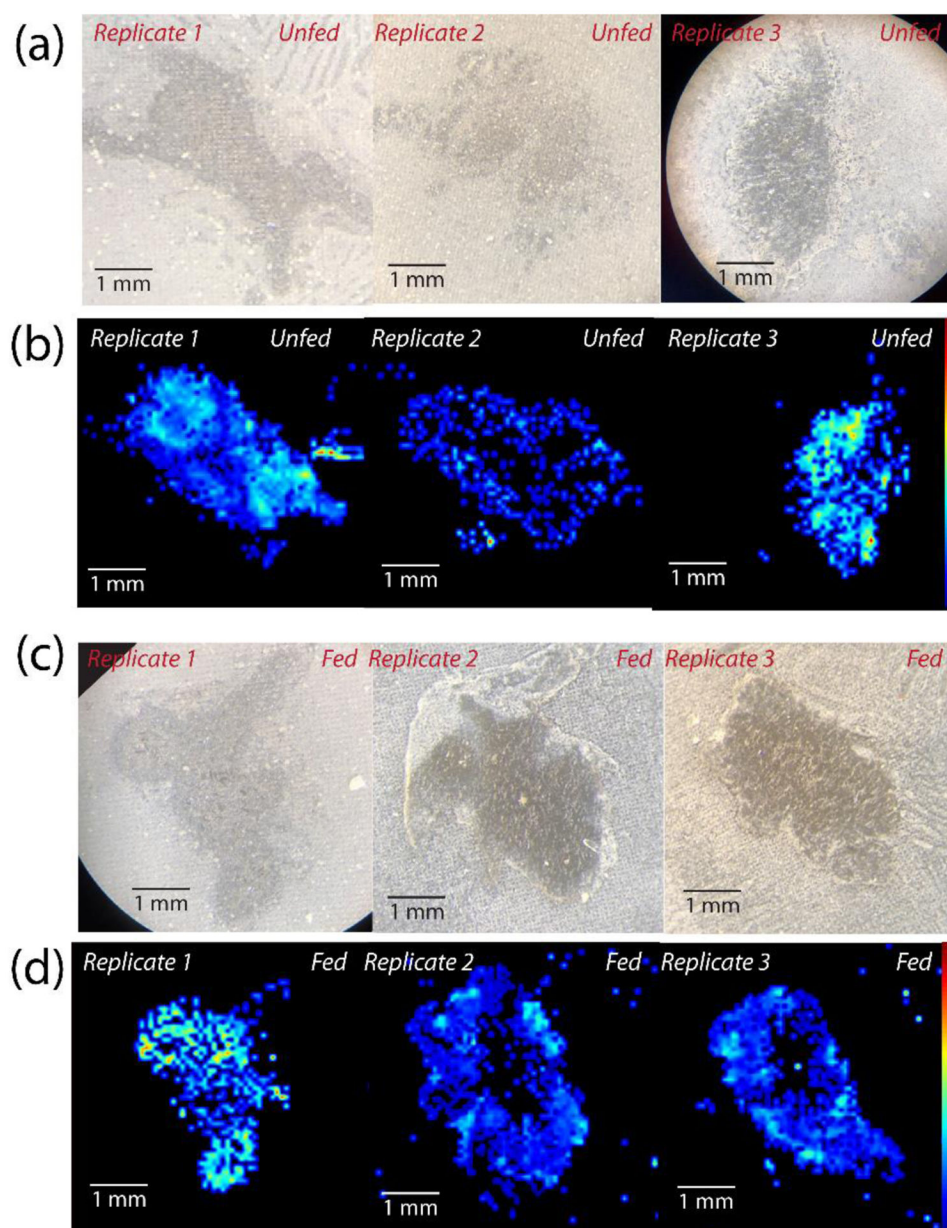 (a) Replicate 1 Unfed Replicate 2 Unfed Replicate 3 Unfed
1 mm 1 mm 1 mm
(b) Replicate 1 Unfed Replicate 2 Unfed Replicate 3 Unfed
1 mm 1 mm 1 mm
(c) Replicate 1 Fed Replicate 2 Fed Replicate 3 Fed
1 mm 1 mm 1 mm
(d) Replicate 1 Fed Replicate 2 Fed Replicate 3 Fed
1 mm 1 mm 1 mm